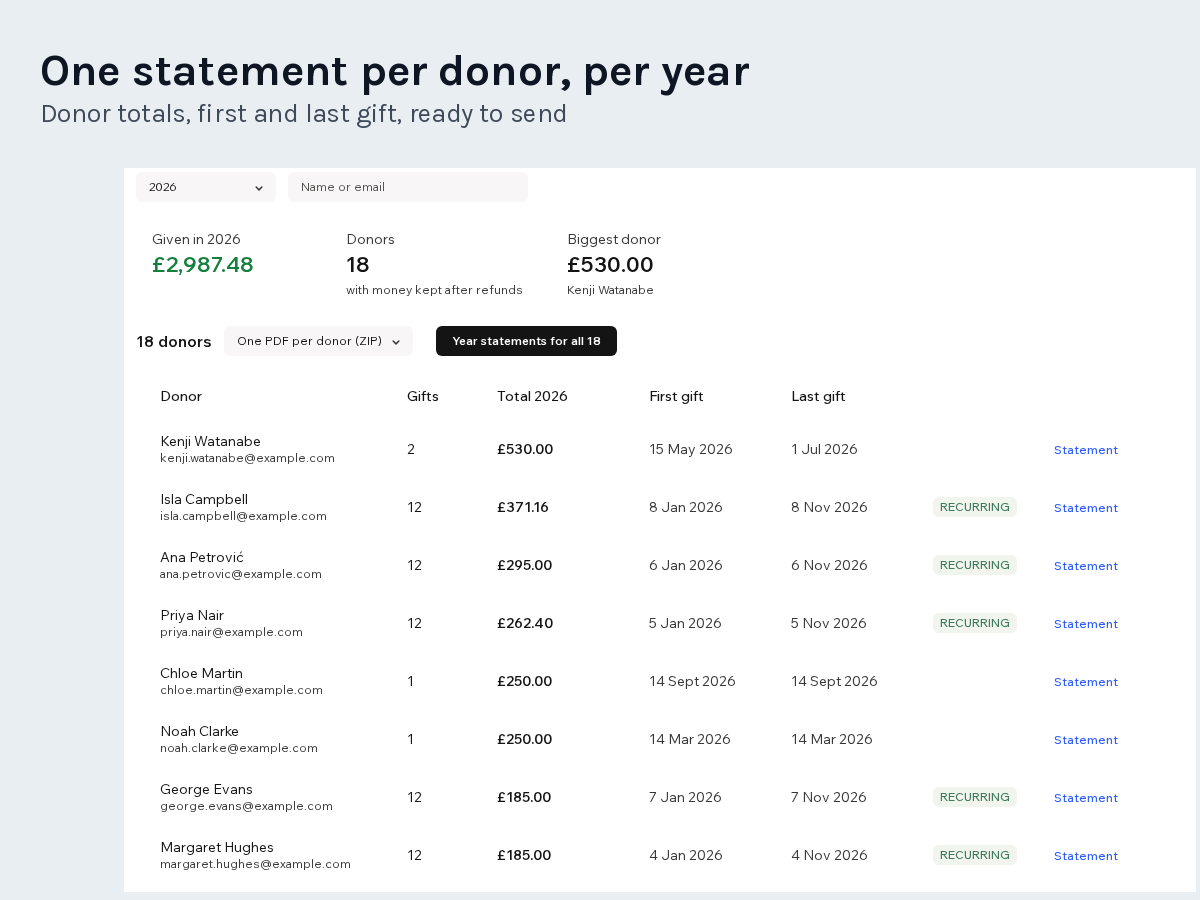 One statement per donor, per year
Donor totals, first and last gift, ready to send
2026 Name or email
Given in 2026 Donors Biggest donor
£2,987.48 18 £530.00
with money kept after refunds Kenji Watanabe
18 donors One PDF per donor (ZIP) Year statements for all 18
Donor Gifts Total 2026 First gift Last gift
Kenji Watanabe
kenji.watanabe@example.com
2 £530.00 15 May 2026 1 Jul 2026 Statement
Isla Campbell
isla.campbell@example.com
12 £371.16 8 Jan 2026 8 Nov 2026 RECURRING Statement
Ana Petrović
ana.petrovic@example.com
12 £295.00 6 Jan 2026 6 Nov 2026 RECURRING Statement
Priya Nair
priya.nair@example.com
12 £262.40 5 Jan 2026 5 Nov 2026 RECURRING Statement
Chloe Martin
chloe.martin@example.com
1 £250.00 14 Sept 2026 14 Sept 2026 Statement
Noah Clarke
noah.clarke@example.com
1 £250.00 14 Mar 2026 14 Mar 2026 Statement
George Evans
george.evans@example.com
12 £185.00 7 Jan 2026 7 Nov 2026 RECURRING Statement
Margaret Hughes
margaret.hughes@example.com
12 £185.00 4 Jan 2026 4 Nov 2026 RECURRING Statement